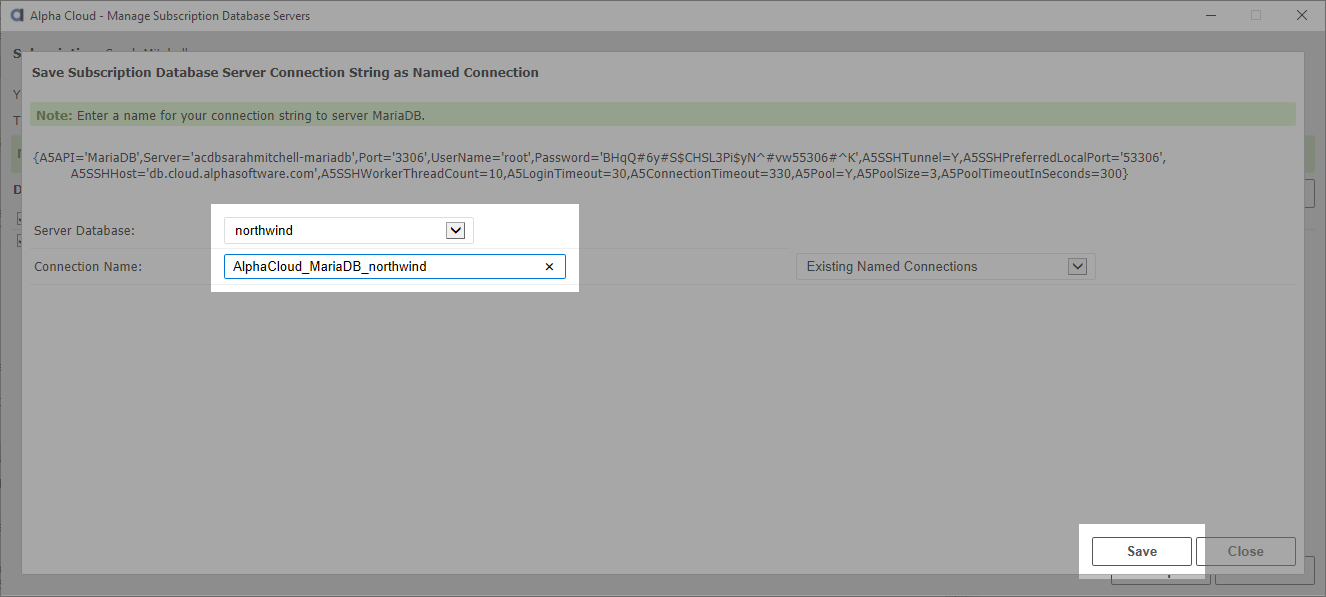 Alpha Cloud - Manage Subscription Database Servers
Save Subscription Database Server Connection String as Named Connection
Note: Enter a name for your connection string to server MariaDB.
{A5API='MariaDB',Server='acdbsarahmitchell-mariadb',Port='3306',UserName='root',Password='BHqQ#6y#S$CHSL3Pi$yN^#vw55306#^K',A5SSHTunnel=Y,A5SSHPreferredLocalPort='53306',
A5SSHHost='db.cloud.alphasoftware.com',A5SSHWorkerThreadCount=10,A5LoginTimeout=30,A5ConnectionTimeout=330,A5Pool=Y,A5PoolSize=3,A5PoolTimeoutInSeconds=300}
Server Database: northwind
Connection Name: AlphaCloud_MariaDB_northwind Existing Named Connections
Save Close